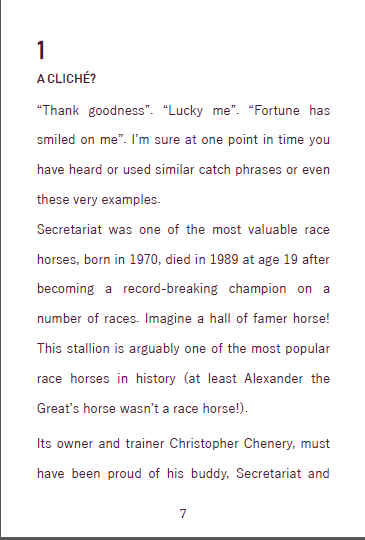 1
A CLICHÉ?
“Thank goodness”. “Lucky me”. “Fortune has
smiled on me”. I’m sure at one point in time you
have heard or used similar catch phrases or even
these very examples.
Secretariat was one of the most valuable race
horses, born in 1970, died in 1989 at age 19 after
becoming a record-breaking champion on a
number of races. Imagine a hall of famer horse!
This stallion is arguably one of the most popular
race horses in history (at least Alexander the
Great’s horse wasn’t a race horse!).
Its owner and trainer Christopher Chenery, must
have been proud of his buddy, Secretariat and
7